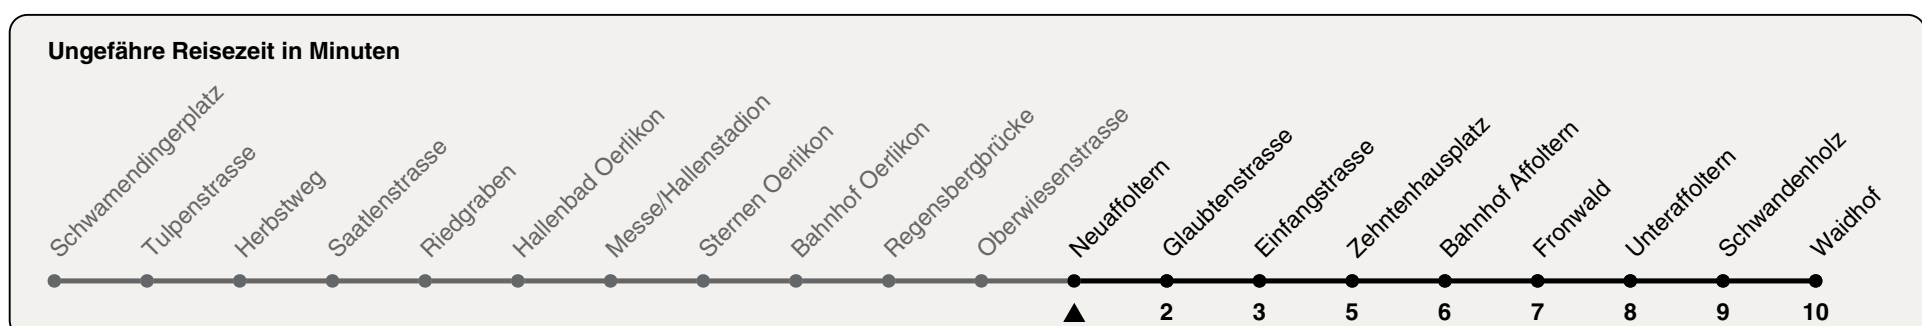 Ungefähre Reisezeit in Minuten
Schwamendingerplatz
Tulpenstrasse
Herbstweg
Saatlenstrasse
Riedgraben
Hallenbad Oerlikon
Messe/Hallenstadion
Sternen Oerlikon
Bahnhof Oerlikon
Regensbergbrücke
Oberwiesenstrasse
Neuaffoltern
Glaubtenstrasse
Einfangstrasse
Zehntenhausplatz
Bahnhof Affoltern
Fronwald
Unteraffoltern
Schwandenholz
Waidhof
2 3 5 6 7 8 9 10